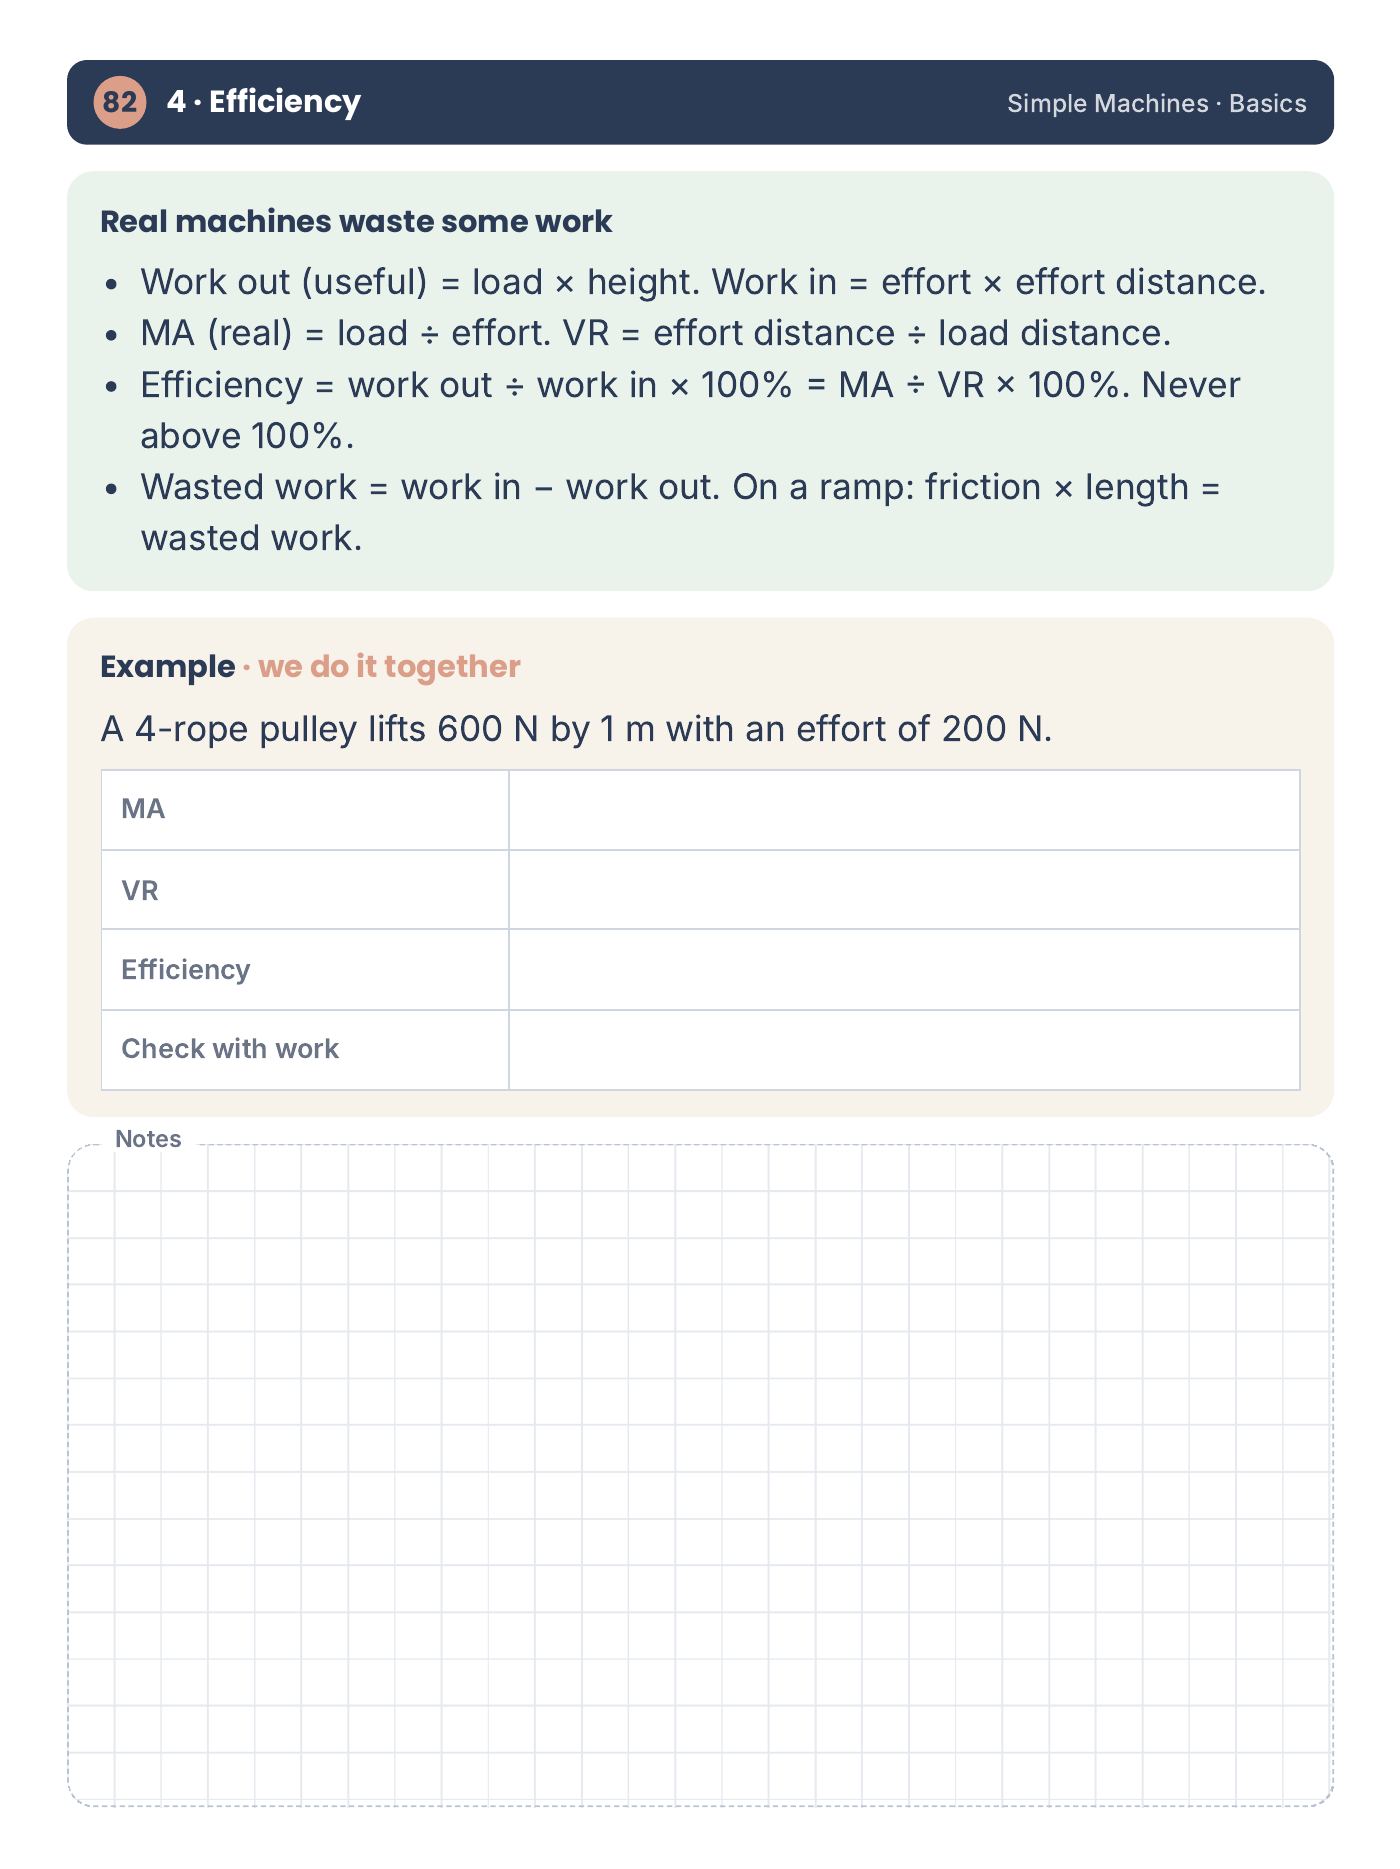 82 4 · Efficiency Simple Machines · Basics
Real machines waste some work
• Work out (useful) = load × height. Work in = effort × effort distance.
• MA (real) = load ÷ effort. VR = effort distance ÷ load distance.
• Efficiency = work out ÷ work in × 100% = MA ÷ VR × 100%. Never
above 100%.
• Wasted work = work in − work out. On a ramp: friction × length =
wasted work.
Example · we do it together
A 4-rope pulley lifts 600 N by 1 m with an effort of 200 N.
MA
VR
Efficiency
Check with work
Notes